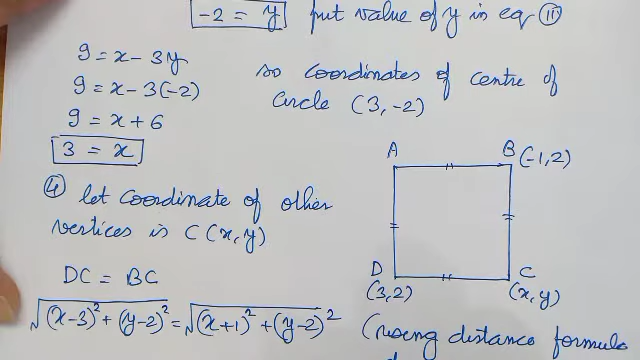 -2 = y put value of y in eq (11)
9 = x - 3y
9 = x - 3(-2)
9 = x + 6
3 = x
so coordinates of centre of
circle (3, -2)
(4) let coordinate of other
vertices is C (x, y)
DC = BC
√(x-3)² + (y-2)² = √(x+1)² + (y-2)²
A B (-1, 2)
D C
(3, 2) (x, y)
(using distance formula